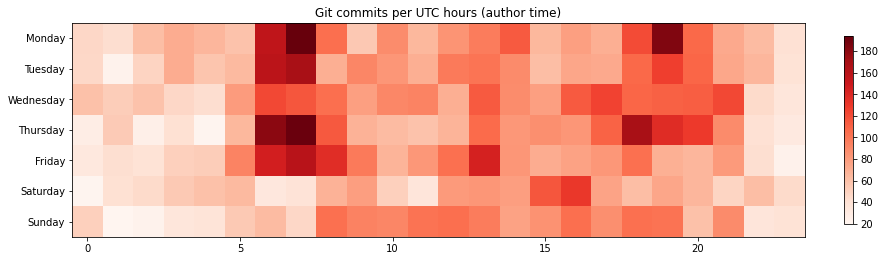 Git commits per UTC hours (author time)
Monday
Tuesday
Wednesday
Thursday
Friday
Saturday
Sunday
0 5 10 15 20
180
160
140
120
100
80
60
40
20